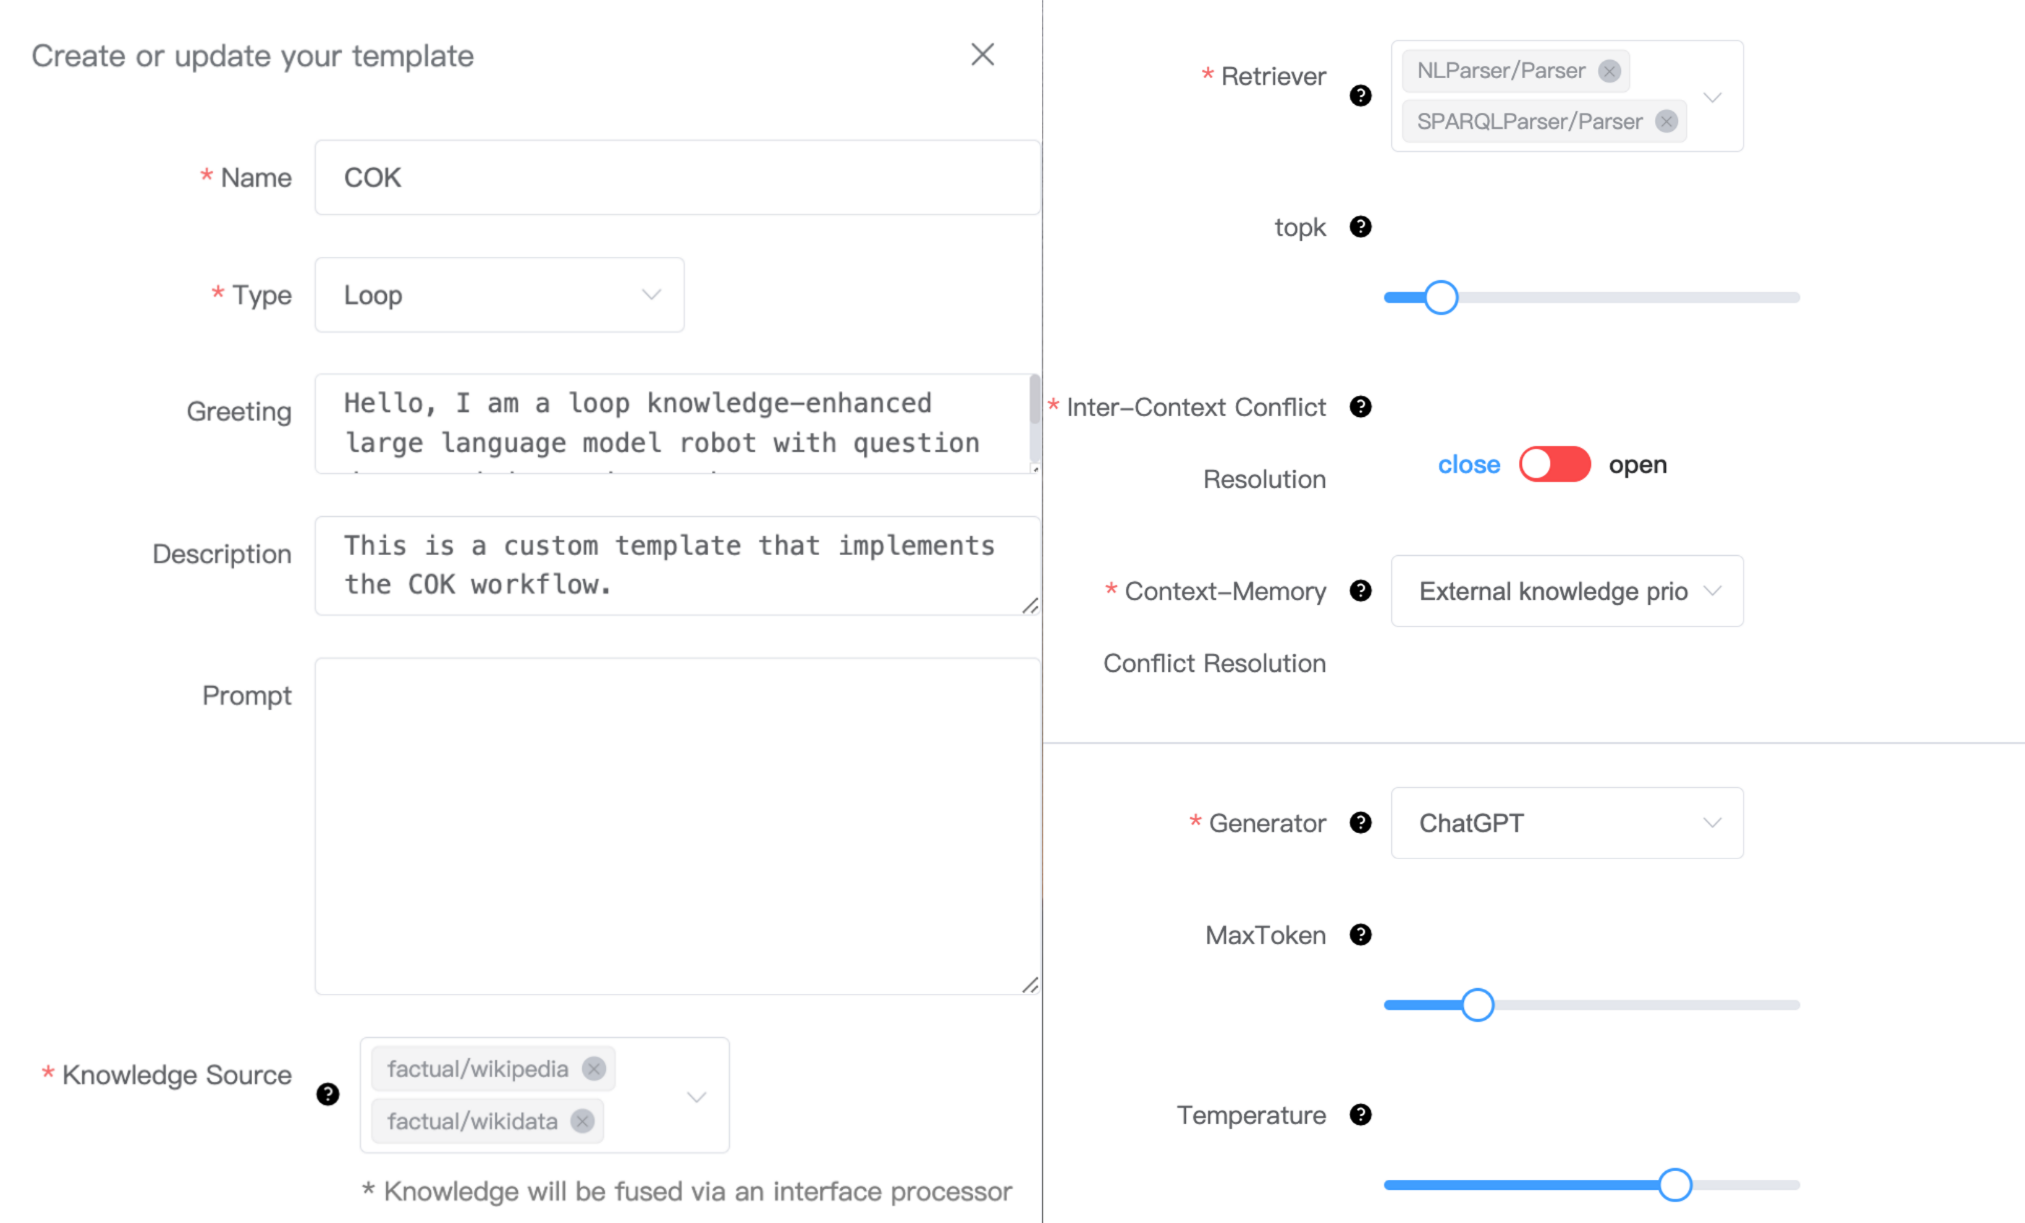 Create or update your template
* Name
COK
* Type
Loop
Greeting
Hello, I am a loop knowledge-enhanced
large language model robot with question
Description
This is a custom template that implements
the COK workflow.
Prompt
* Knowledge Source
factual/wikipedia
factual/wikidata
* Knowledge will be fused via an interface processor
* Retriever
NLParser/Parser
SPARQLParser/Parser
topk
* Inter-Context Conflict
Resolution
close open
* Context-Memory
Conflict Resolution
External knowledge prio
* Generator
ChatGPT
MaxToken
Temperature